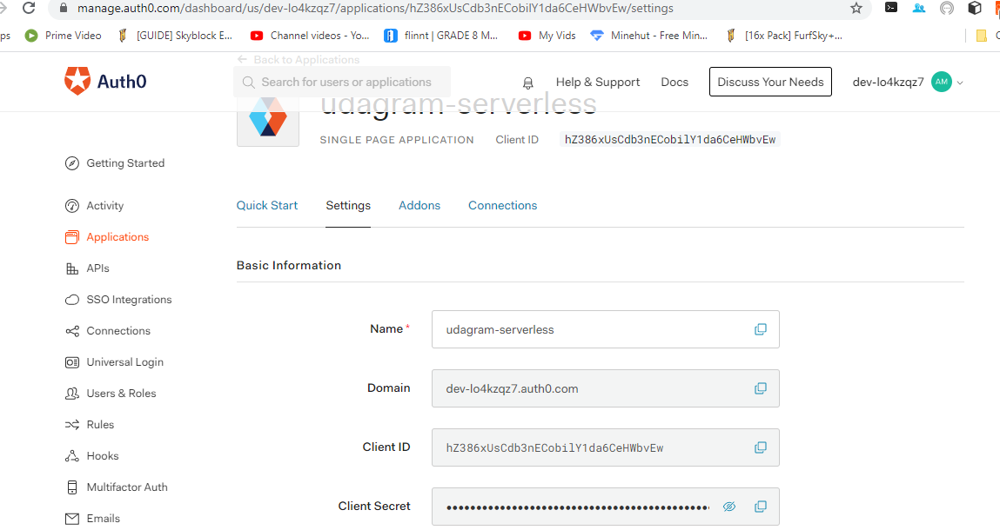 manage.auth0.com/dashboard/us/dev-lo4kzqz7/applications/hZ386xUsCdb3nECobilY1da6CeHWbvEw/settings
ps Prime Video [GUIDE] Skyblock E... Channel videos - Yo... flinnt | GRADE 8 M... My Vids Minehut - Free Min... [16x Pack] FurfSky+...
Back to Applications
Auth0 Search for users or applications Help & Support Docs Discuss Your Needs dev-lo4kzqz7 AM
udagram-serverless
SINGLE PAGE APPLICATION Client ID hZ386xUsCdb3nECobilY1da6CeHWbvEw
Getting Started
Activity
Applications
APIs
SSO Integrations
Connections
Universal Login
Users & Roles
Rules
Hooks
Multifactor Auth
Emails
Quick Start Settings Addons Connections
Basic Information
Name *
udagram-serverless
Domain
dev-lo4kzqz7.auth0.com
Client ID
hZ386xUsCdb3nECobilY1da6CeHWbvEw
Client Secret